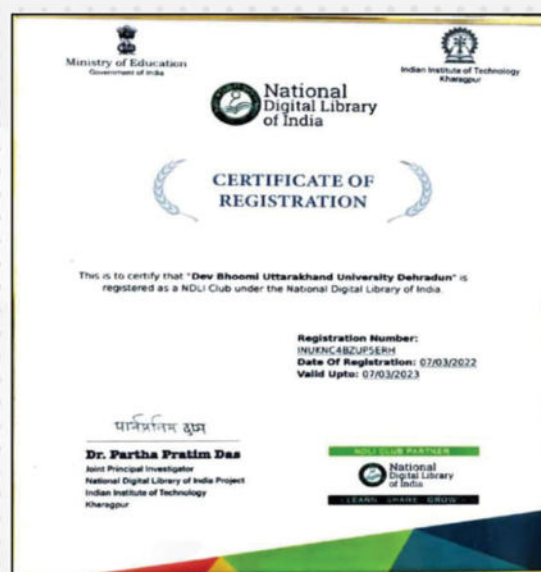 Ministry of Education
Government of India
Indian Institute of Technology
Kharagpur
National
Digital Library
of India
CERTIFICATE OF
REGISTRATION
This is to certify that "Dev Bhoomi Uttarakhand University Dehradun" is
registered as a NDLI Club under the National Digital Library of India.
Registration Number:
INUKNC4BZUPSERH
Date Of Registration: 07/03/2022
Valid Upto: 07/03/2023
Dr. Partha Pratim Das
Joint Principal Investigator
National Digital Library of India Project
Indian Institute of Technology
Kharagpur
NDLI CLUB PARTNER
National
Digital Library
of India
LEARN SHARE GROW